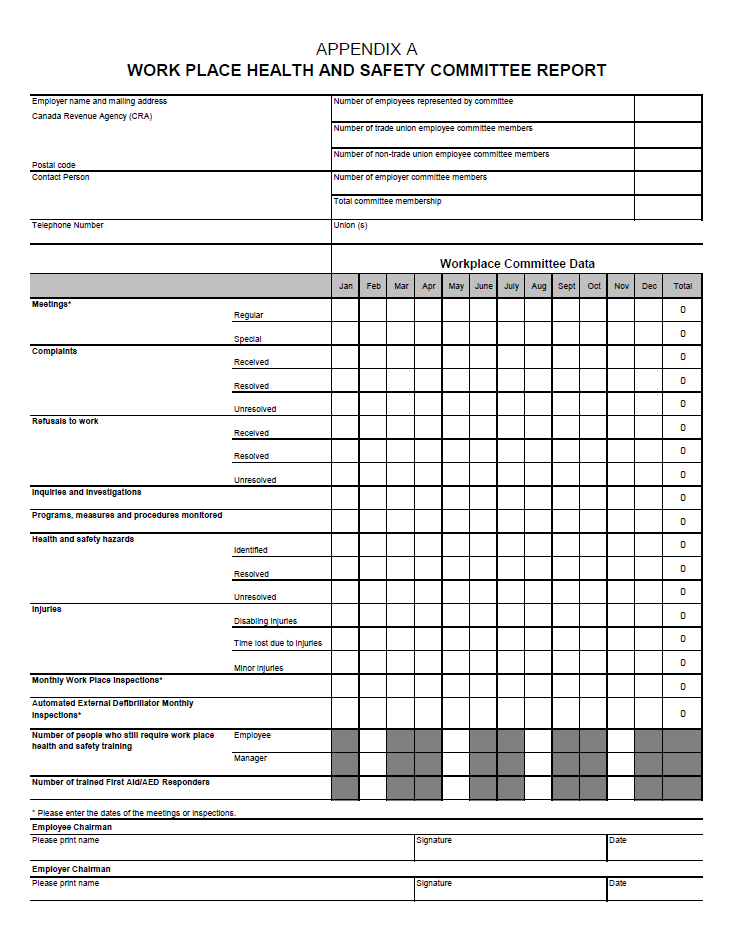 APPENDIX A
WORK PLACE HEALTH AND SAFETY COMMITTEE REPORT
Employer name and mailing address
Canada Revenue Agency (CRA)
Postal code
Number of employees represented by committee
Number of trade union employee committee members
Number of non-trade union employee committee members
Contact Person
Number of employer committee members
Total committee membership
Telephone Number
Union (s)
Workplace Committee Data
Jan Feb Mar Apr May June July Aug Sept Oct Nov Dec Total
Meetings*
Regular 0
Special 0
Complaints
Received 0
Resolved 0
Unresolved 0
Refusals to work
Received 0
Resolved 0
Unresolved 0
Inquiries and Investigations 0
Programs, measures and procedures monitored 0
Health and safety hazards
Identified 0
Resolved 0
Unresolved 0
Injuries
Disabling injuries 0
Time lost due to injuries 0
Minor injuries 0
Monthly Work Place Inspections* 0
Automated External Defibrillator Monthly
Inspections* 0
Number of people who still require work place
health and safety training
Employee
Manager
Number of trained First Aid/AED Responders
* Please enter the dates of the meetings or inspections.
Employee Chairman
Please print name Signature Date
Employer Chairman
Please print name Signature Date